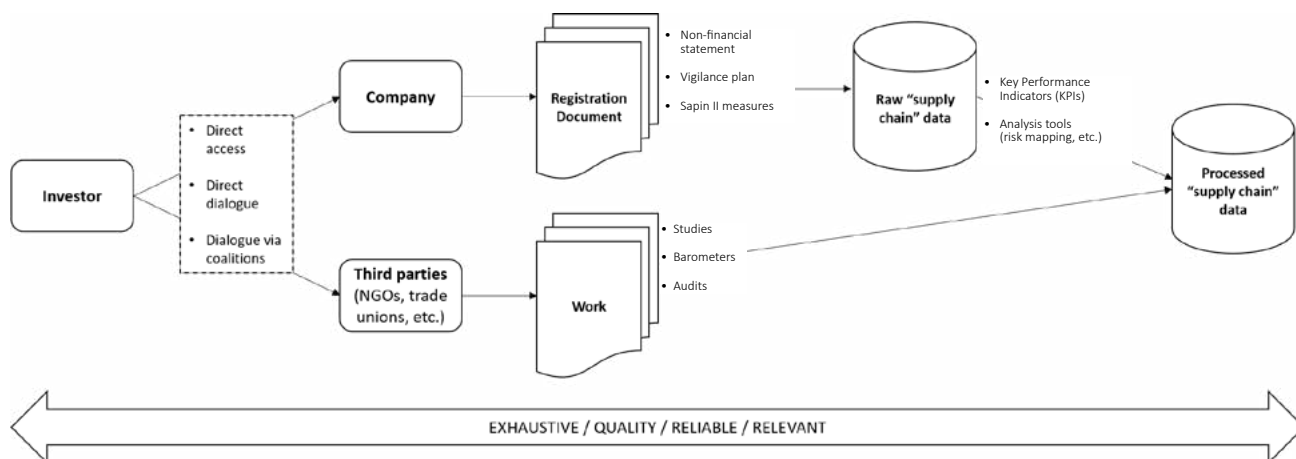 Investor
• Direct
access
• Direct
dialogue
• Dialogue via
coalitions
Company
Third parties
(NGOs, trade
unions, etc.)
Registration
Document
• Non-financial
statement
• Vigilance plan
• Sapin II measures
Work
• Studies
• Barometers
• Audits
Raw “supply
chain” data
• Key Performance
Indicators (KPIs)
• Analysis tools
(risk mapping, etc.)
Processed
“supply chain”
data
EXHAUSTIVE / QUALITY / RELIABLE / RELEVANT